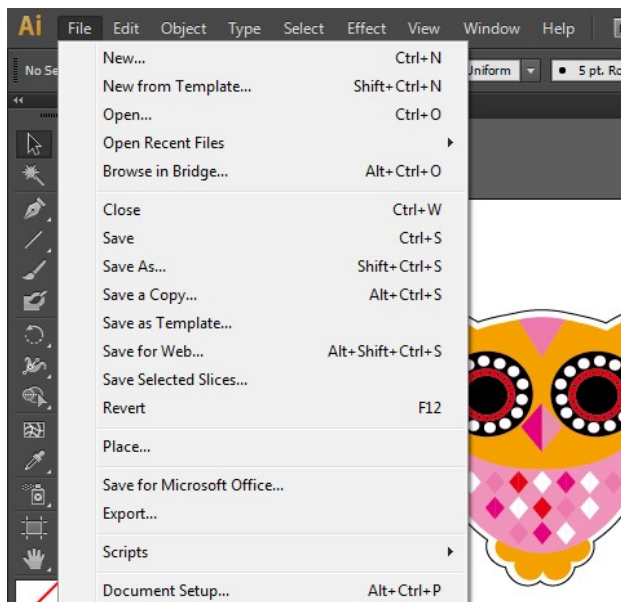 Ai File Edit Object Type Select Effect View Window Help
No Se
Uniform 5 pt. Ro
New... Ctrl+N
New from Template... Shift+Ctrl+N
Open... Ctrl+O
Open Recent Files
Browse in Bridge... Alt+Ctrl+O
Close Ctrl+W
Save Ctrl+S
Save As... Shift+Ctrl+S
Save a Copy... Alt+Ctrl+S
Save as Template...
Save for Web... Alt+Shift+Ctrl+S
Save Selected Slices...
Revert F12
Place...
Save for Microsoft Office...
Export...
Scripts
Document Setup... Alt+Ctrl+P